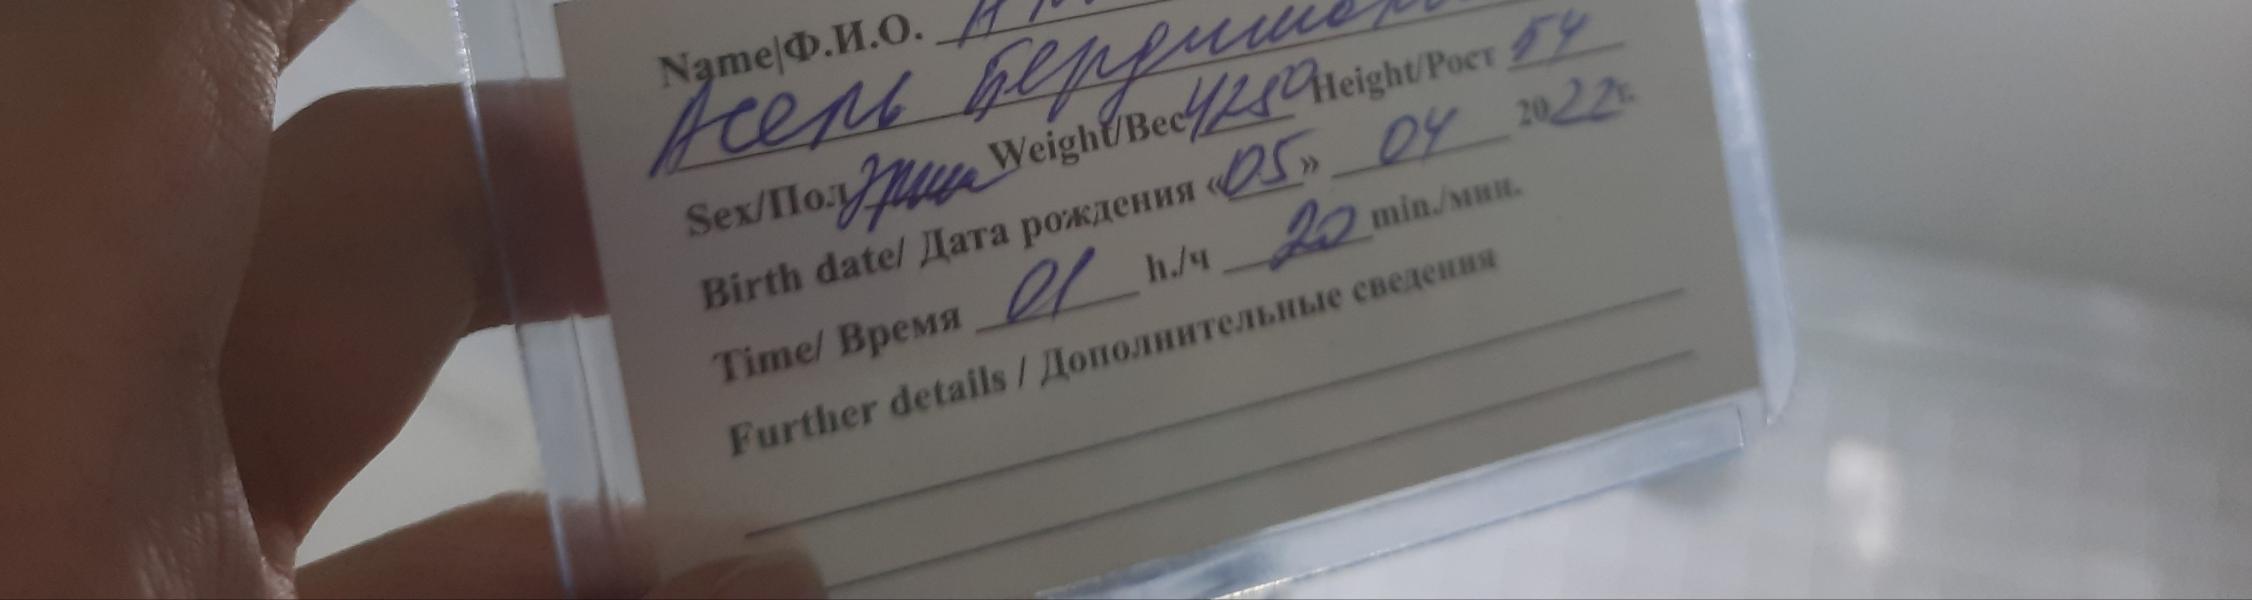 Name|Ф.И.О.
Асель
Sex/Пол Weight/Вес 4250 Height/Рост 54
Birth date/ Дата рождения «05» 04 2022г.
Time/ Время 01 h./ч 20 min./мин.
Further details / Дополнительные сведения